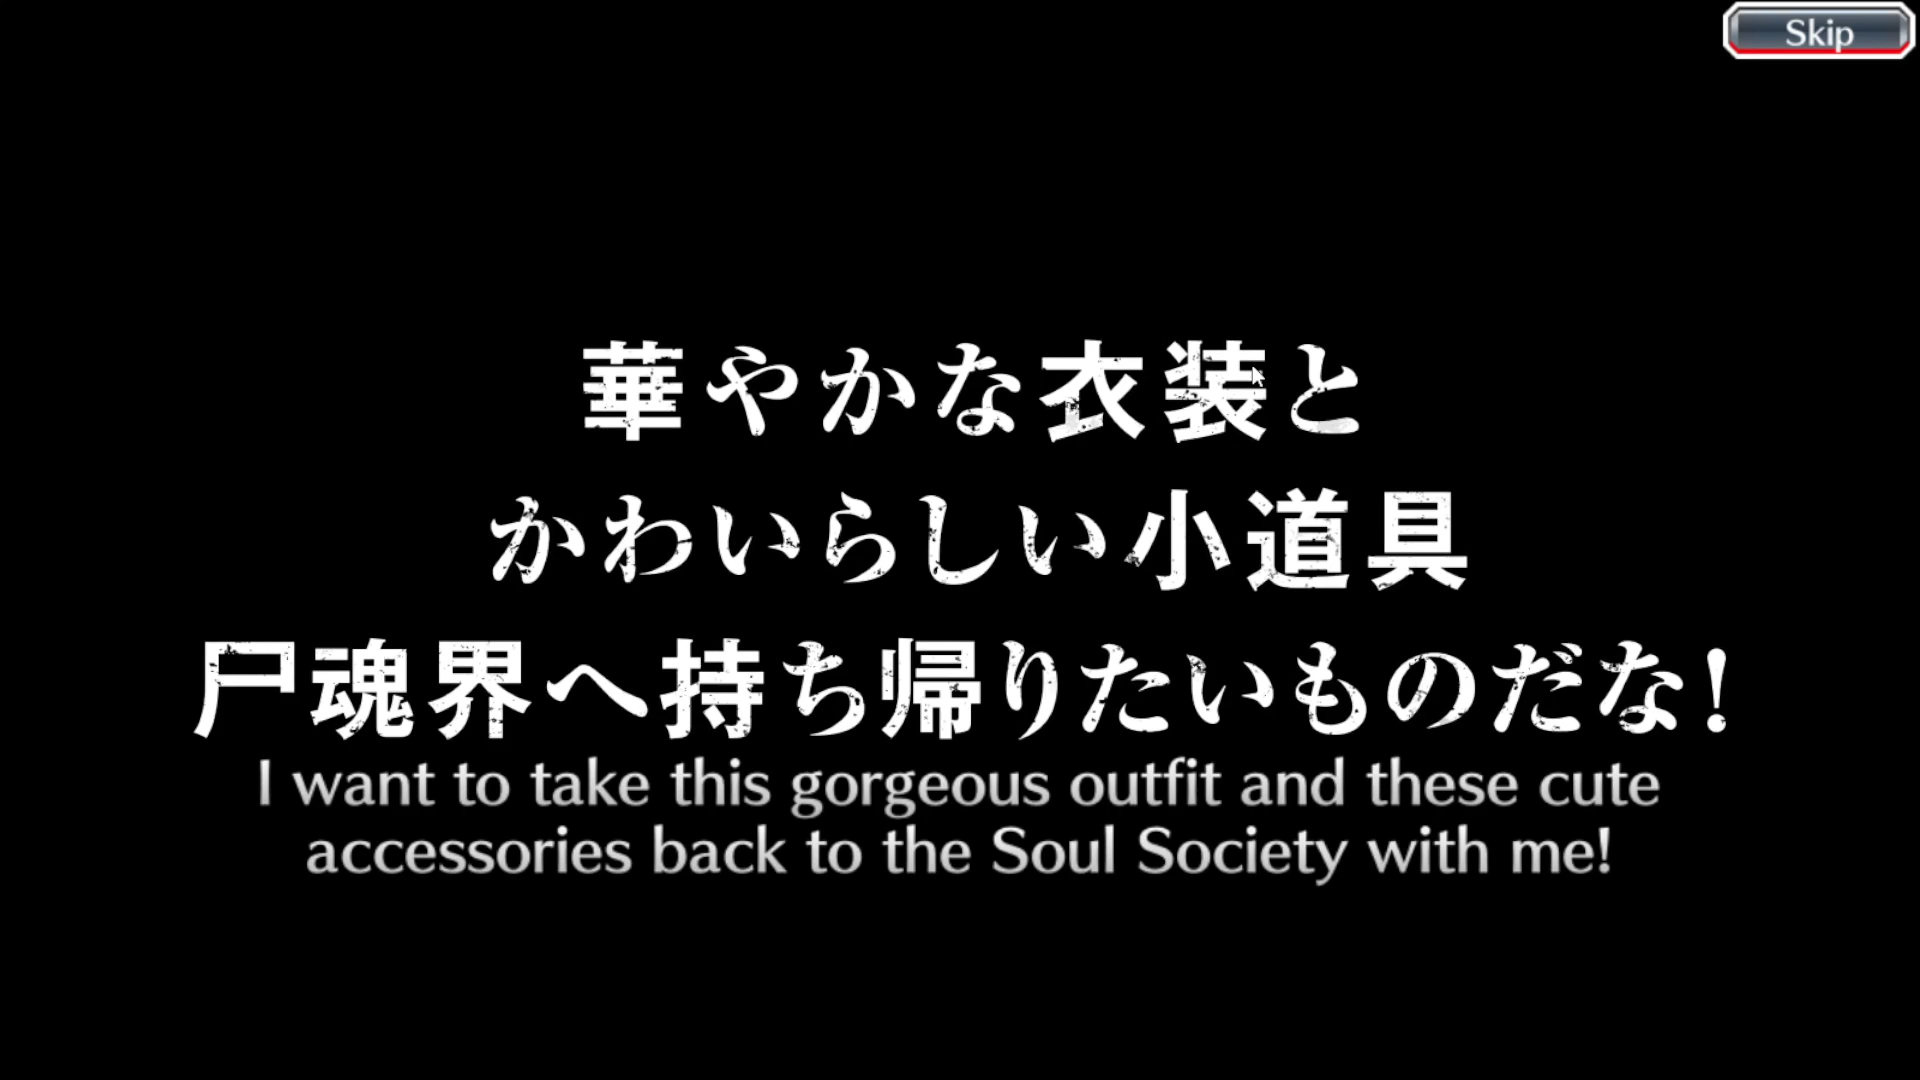 Skip
華やかな衣装と
かわいらしい小道具
尸魂界へ持ち帰りたいものだな！
I want to take this gorgeous outfit and these cute
accessories back to the Soul Society with me!